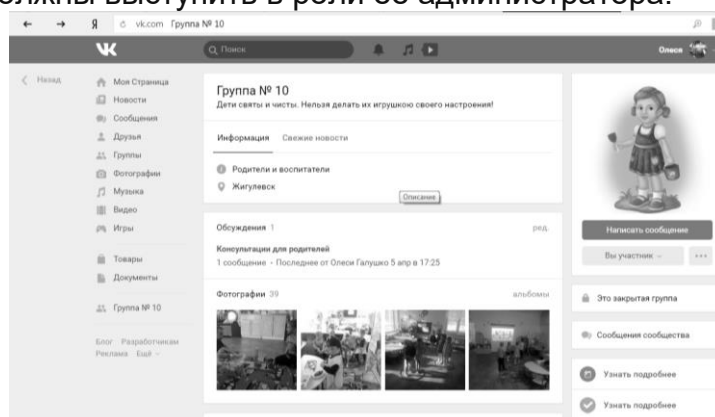 должны выступить в роли её администратора.
← → Я vk.com Группа № 10
Поиск
Олеся
Назад
Моя Страница
Новости
Сообщения
Друзья
Группы
Фотографии
Музыка
Видео
Игры
Товары
Документы
Группа № 10
Блог Разработчикам
Реклама Ещё
Группа № 10
Дети святы и чисты. Нельзя делать их игрушкою своего настроения!
Информация Свежие новости
Родители и воспитатели
Жигулевск
Описание
Обсуждения 1 ред.
Консультации для родителей
1 сообщение • Последнее от Олеси Галушко 5 апр в 17:25
Фотографии 39 альбомы
Написать сообщение
Вы участник
Это закрытая группа
Сообщения сообщества
Узнать подробнее
Узнать подробнее